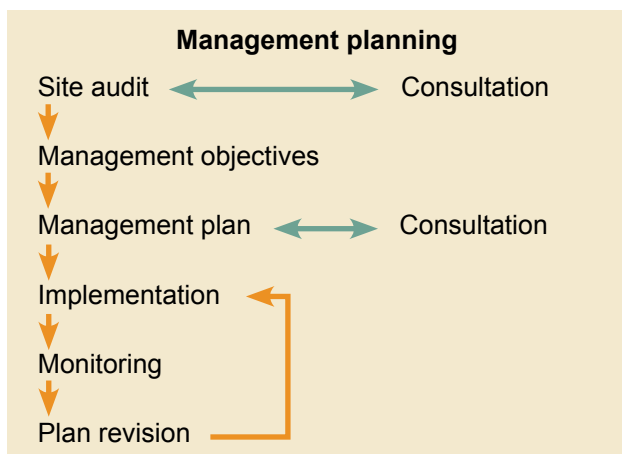 Management planning
Site audit Consultation
Management objectives
Management plan Consultation
Implementation
Monitoring
Plan revision